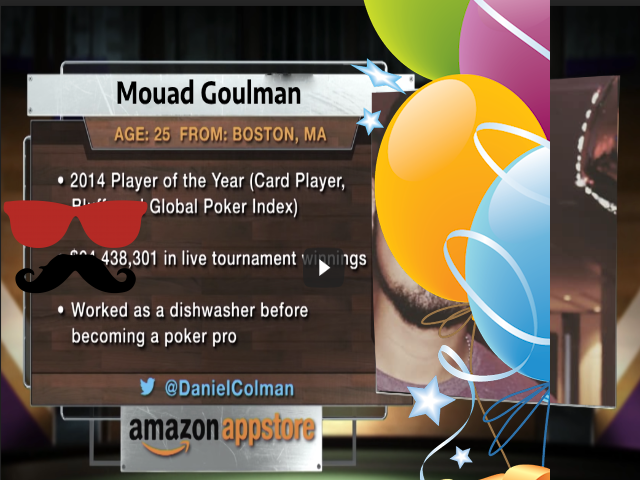 Mouad Goulman
AGE: 25 FROM: BOSTON, MA
• 2014 Player of the Year (Card Player,
Global Poker Index)
in live tournament winnings
• Worked as a dishwasher before
becoming a poker pro
@DanielColman
amazon appstore